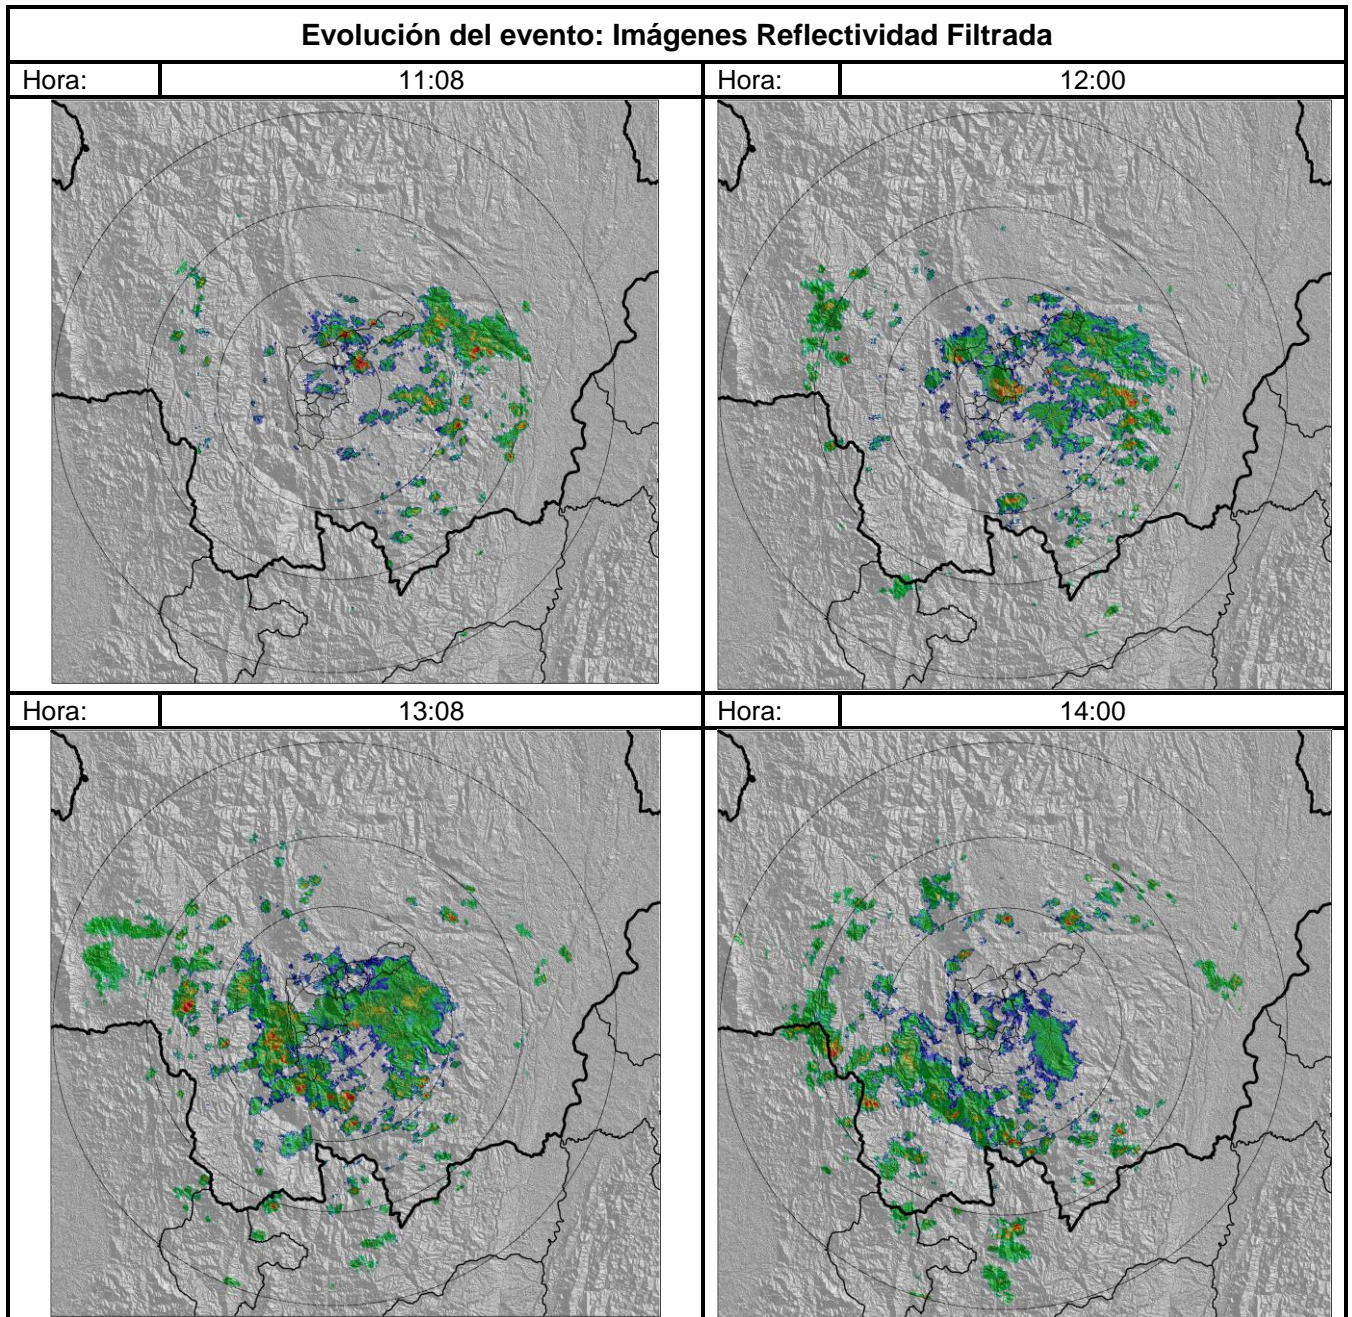 Evolución del evento: Imágenes Reflectividad Filtrada
Hora: 11:08 Hora: 12:00
Hora: 13:08 Hora: 14:00